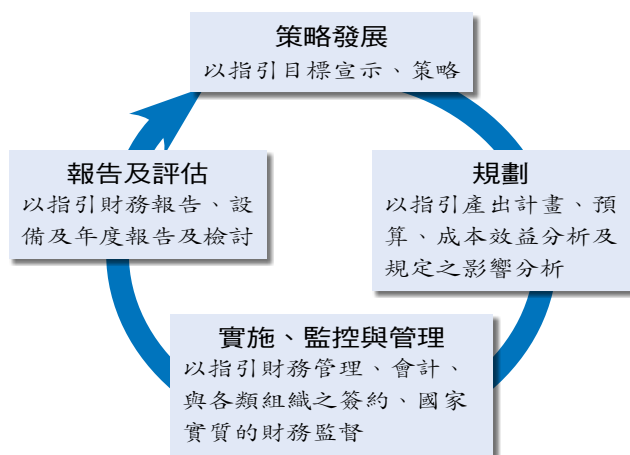 策略發展
以指引目標宣示、策略
規劃
以指引產出計畫、預
算、成本效益分析及
規定之影響分析
實施、監控與管理
以指引財務管理、會計、
與各類組織之簽約、國家
實質的財務監督
報告及評估
以指引財務報告、設
備及年度報告及檢討